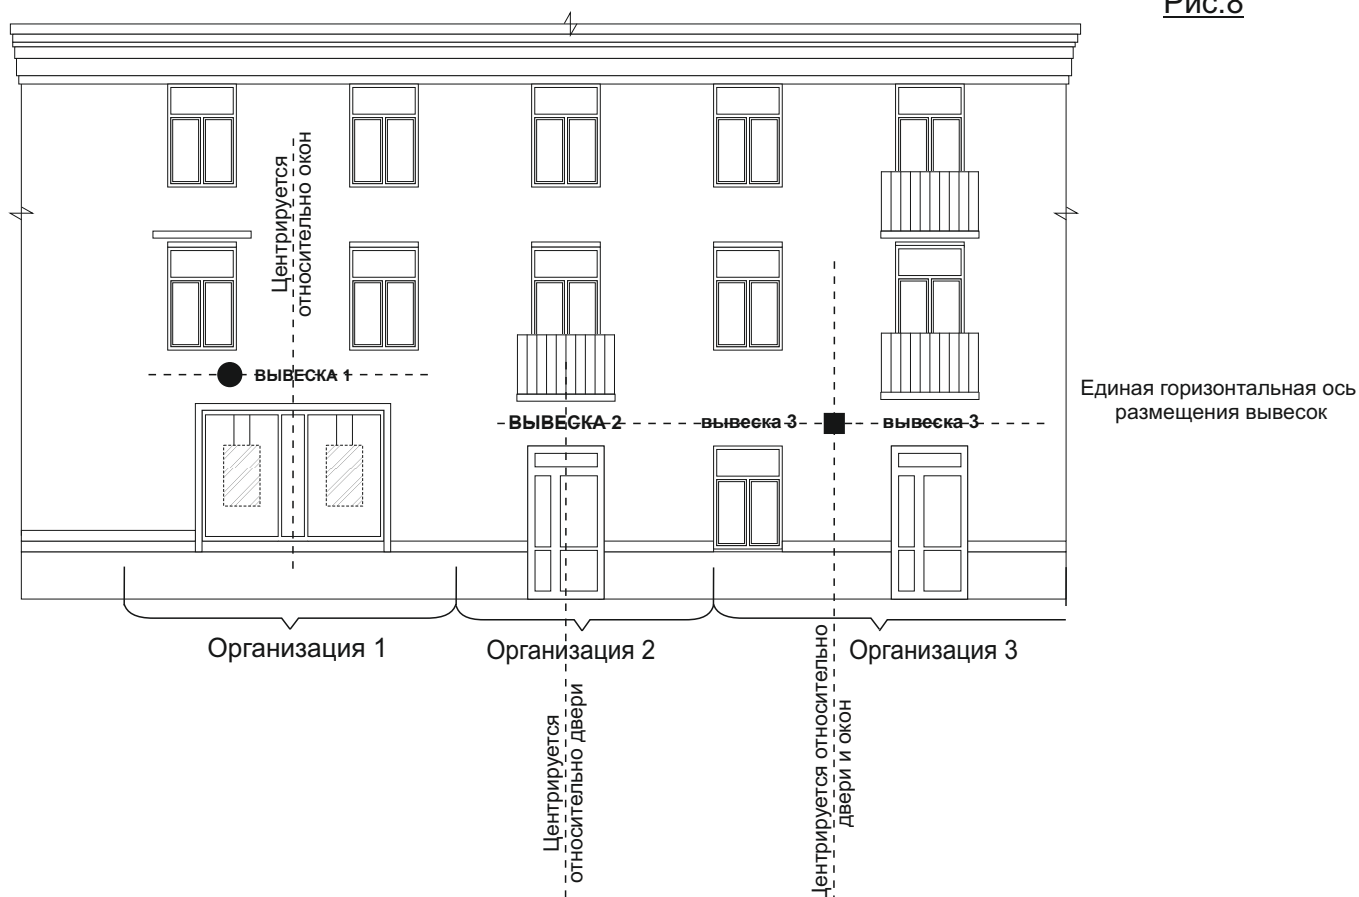 Рис.8
Центрируется
относительно окон
ВЫВЕСКА 1
Единая горизонтальная ось
размещения вывесок
ВЫВЕСКА 2
вывеска 3
вывеска 3
Организация 1
Организация 2
Организация 3
Центрируется
относительно двери
Центрируется относительно
двери и окон